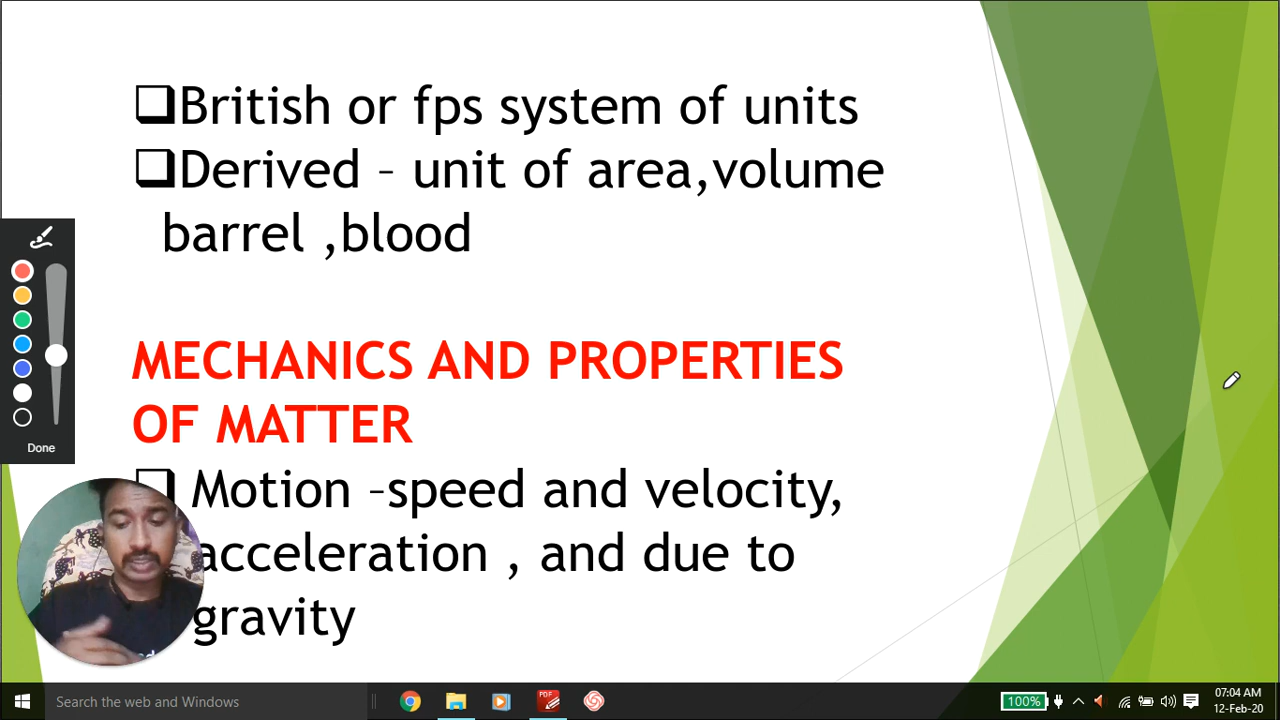 ❑British or fps system of units
❑Derived – unit of area,volume
barrel ,blood
MECHANICS AND PROPERTIES
OF MATTER
❑ Motion –speed and velocity,
acceleration , and due to
gravity
Done
Search the web and Windows
PDF
100%
07:04 AM
12-Feb-20